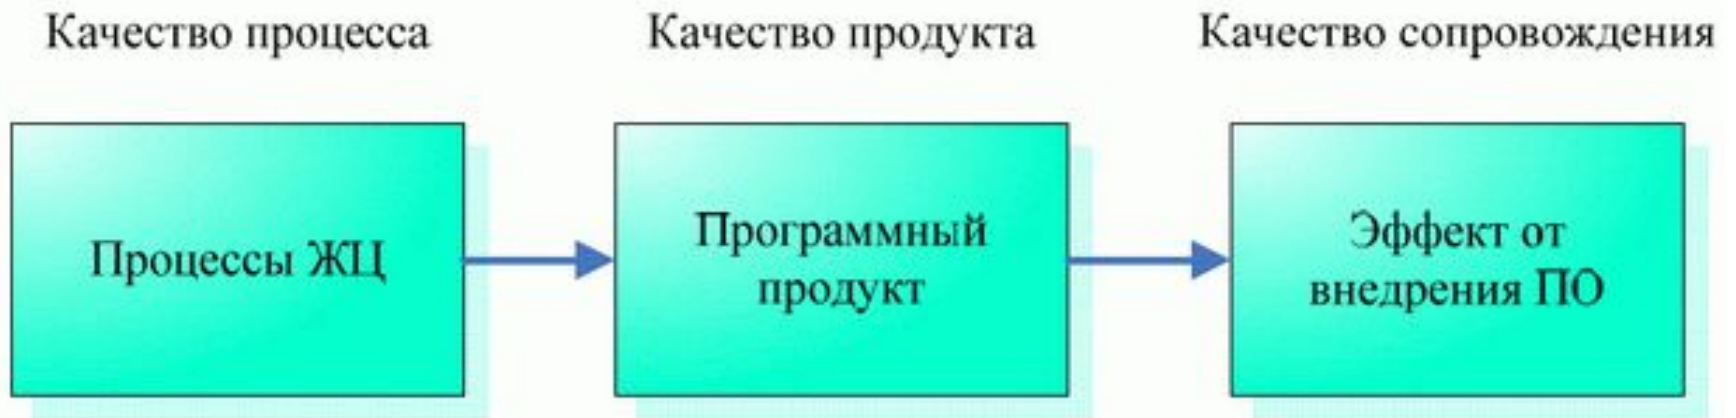 Качество процесса
Качество продукта
Качество сопровождения
Процессы ЖЦ
Программный
продукт
Эффект от
внедрения ПО